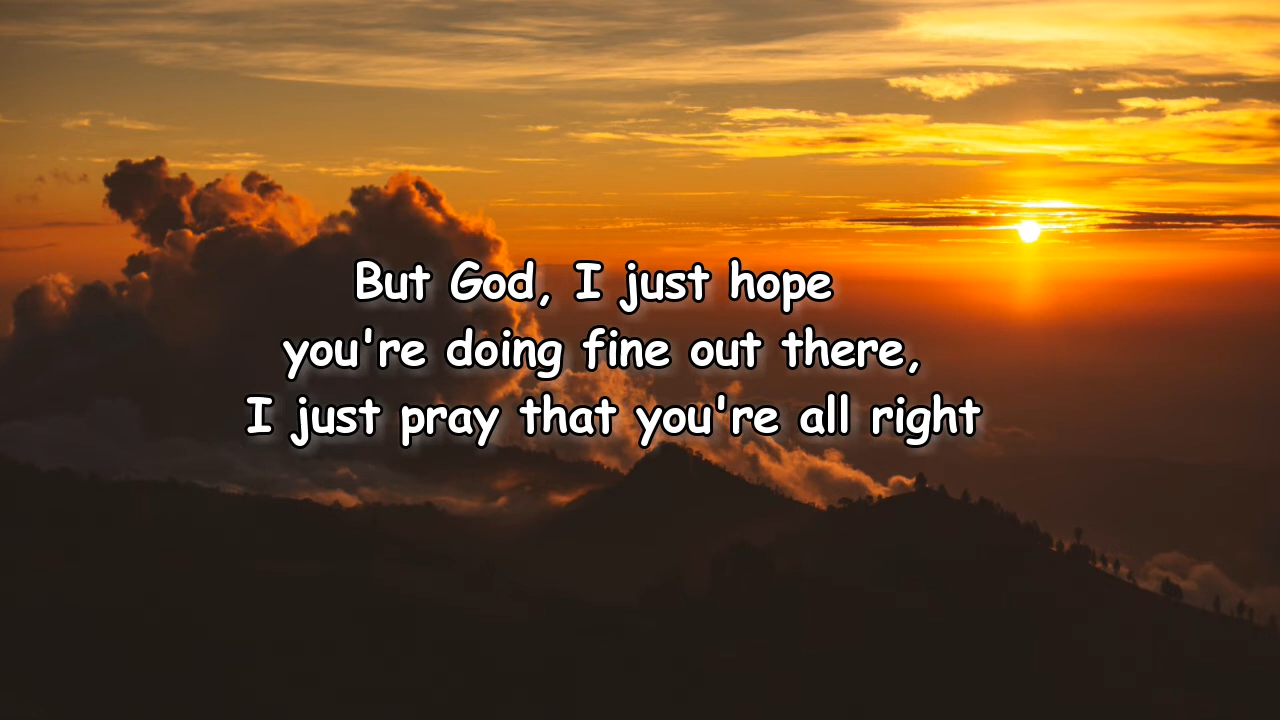 But God, I just hope
you're doing fine out there,
I just pray that you're all right